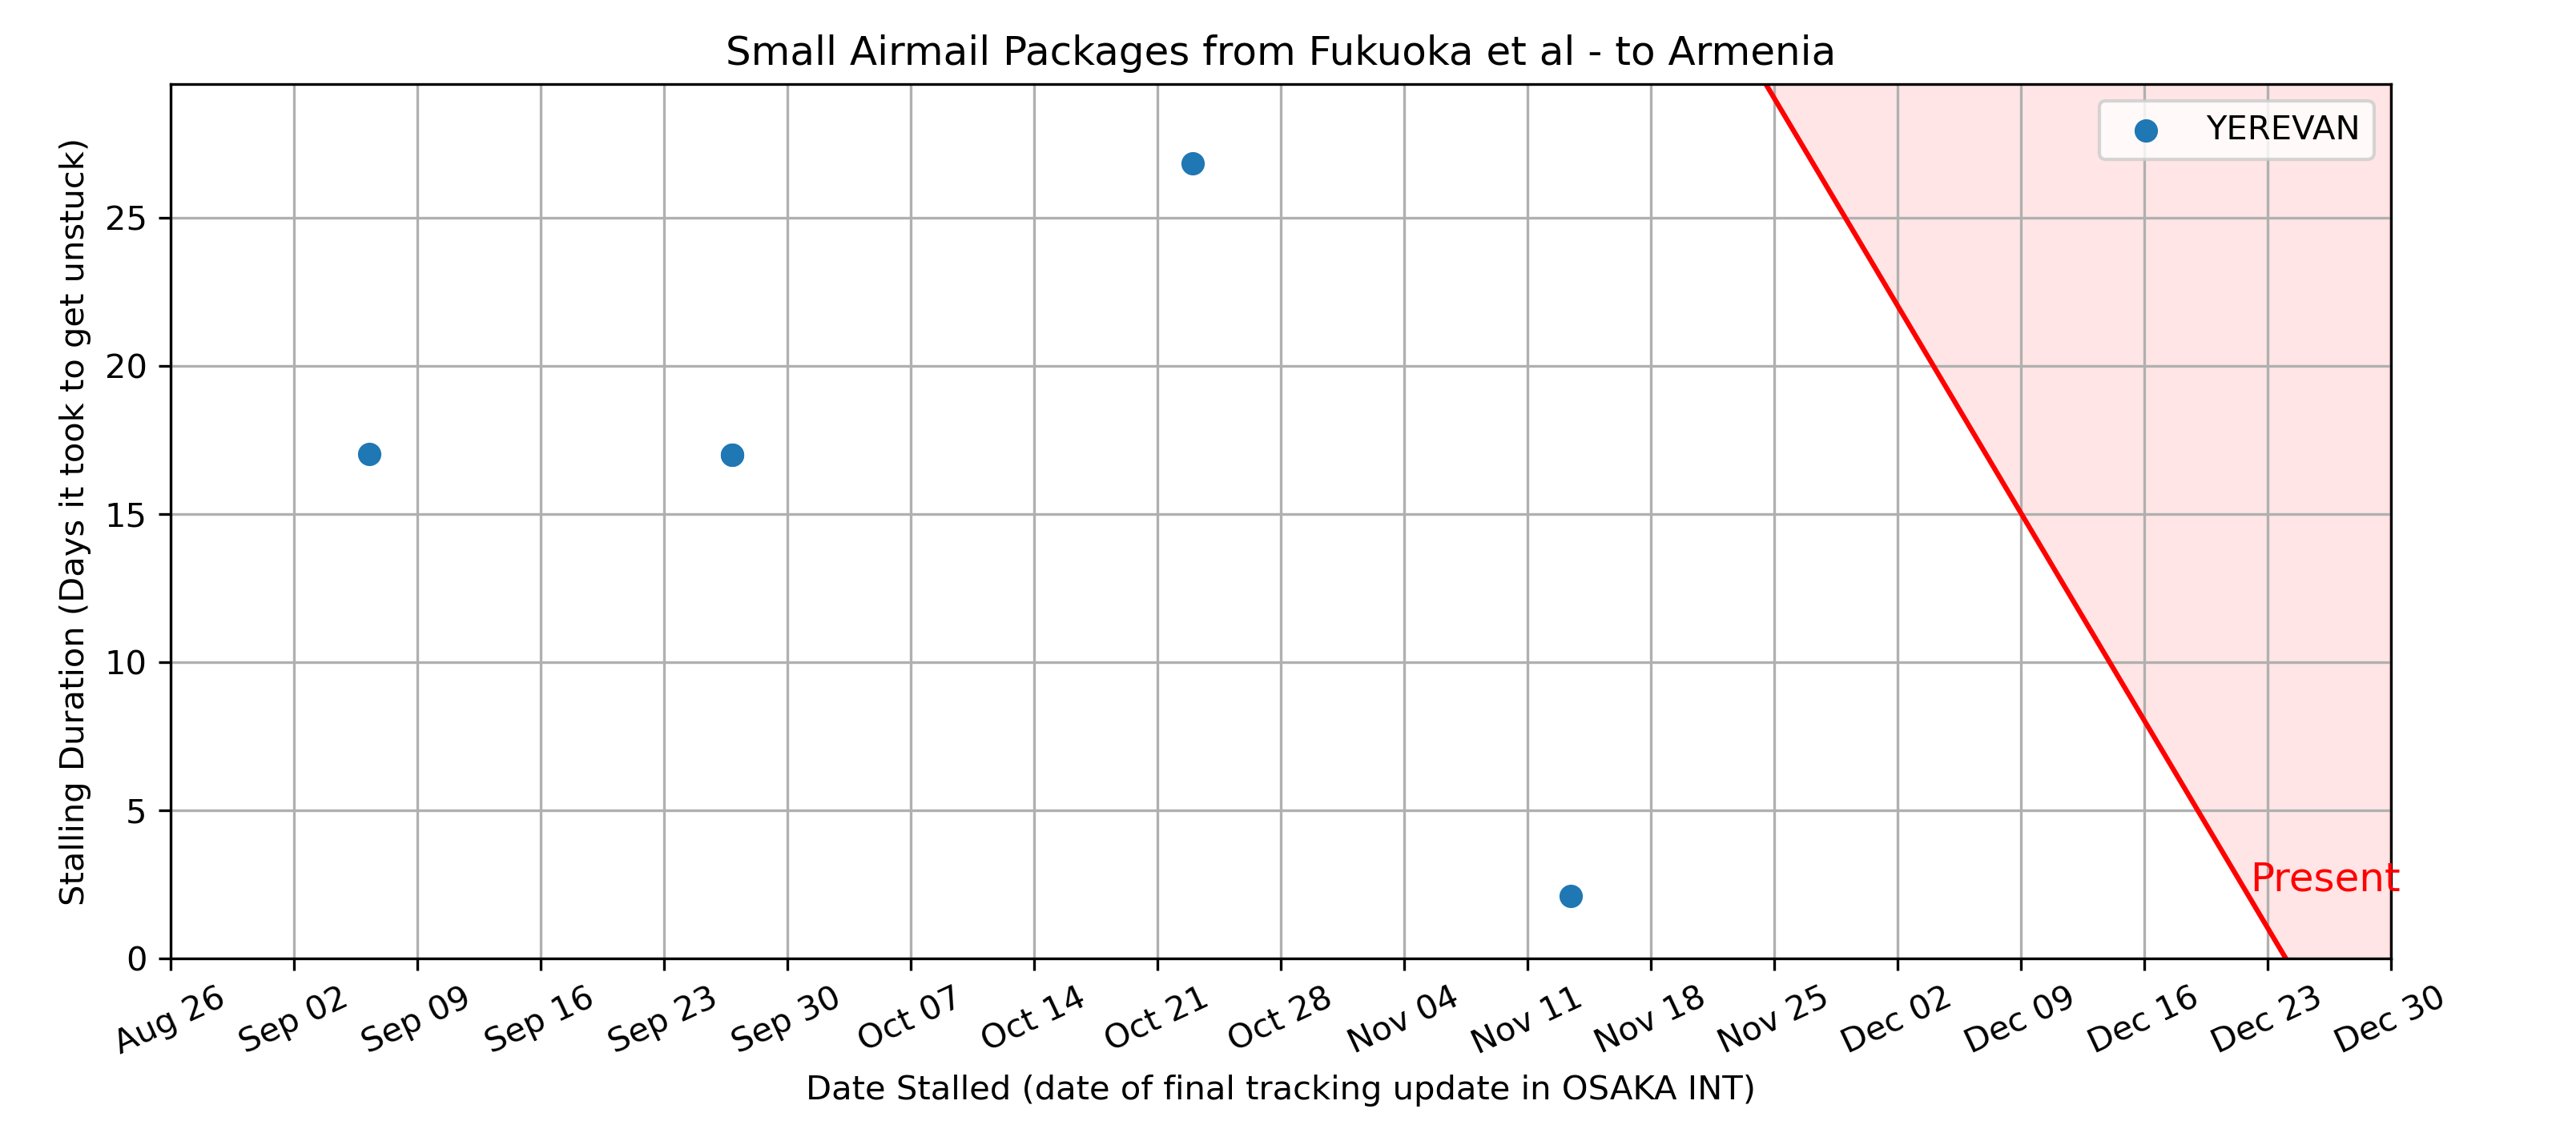 Small Airmail Packages from Fukuoka et al - to Armenia
YEREVAN
Stalling Duration (Days it took to get unstuck)
25
20
15
10
5
0
Present
Aug 26
Sep 02
Sep 09
Sep 16
Sep 23
Sep 30
Oct 07
Oct 14
Oct 21
Oct 28
Nov 04
Nov 11
Nov 18
Nov 25
Dec 02
Dec 09
Dec 16
Dec 23
Dec 30
Date Stalled (date of final tracking update in OSAKA INT)